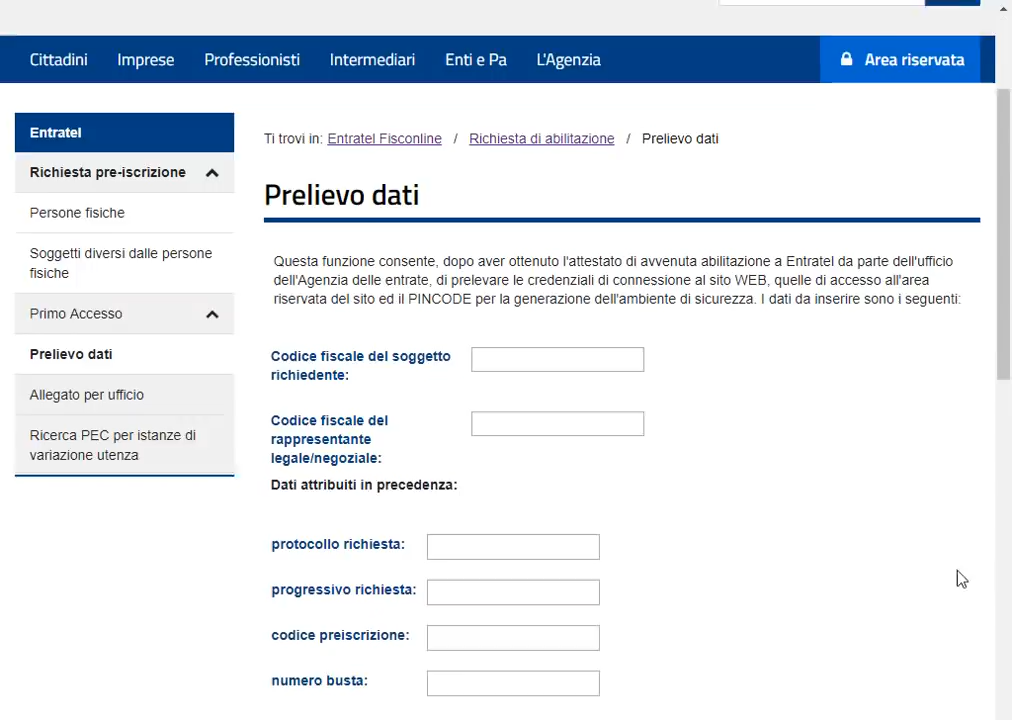 Cittadini Imprese Professionisti Intermediari Enti e Pa L'Agenzia Area riservata
Entratel
Richiesta pre-iscrizione
Persone fisiche
Soggetti diversi dalle persone
fisiche
Primo Accesso
Prelievo dati
Allegato per ufficio
Ricerca PEC per istanze di
variazione utenza
Ti trovi in: Entratel Fisconline / Richiesta di abilitazione / Prelievo dati
Prelievo dati
Questa funzione consente, dopo aver ottenuto l'attestato di avvenuta abilitazione a Entratel da parte dell'ufficio
dell'Agenzia delle entrate, di prelevare le credenziali di connessione al sito WEB, quelle di accesso all'area
riservata del sito ed il PINCODE per la generazione dell'ambiente di sicurezza. I dati da inserire sono i seguenti:
Codice fiscale del soggetto
richiedente:
Codice fiscale del
rappresentante
legale/negoziale:
Dati attribuiti in precedenza:
protocollo richiesta:
progressivo richiesta:
codice preiscrizione:
numero busta: